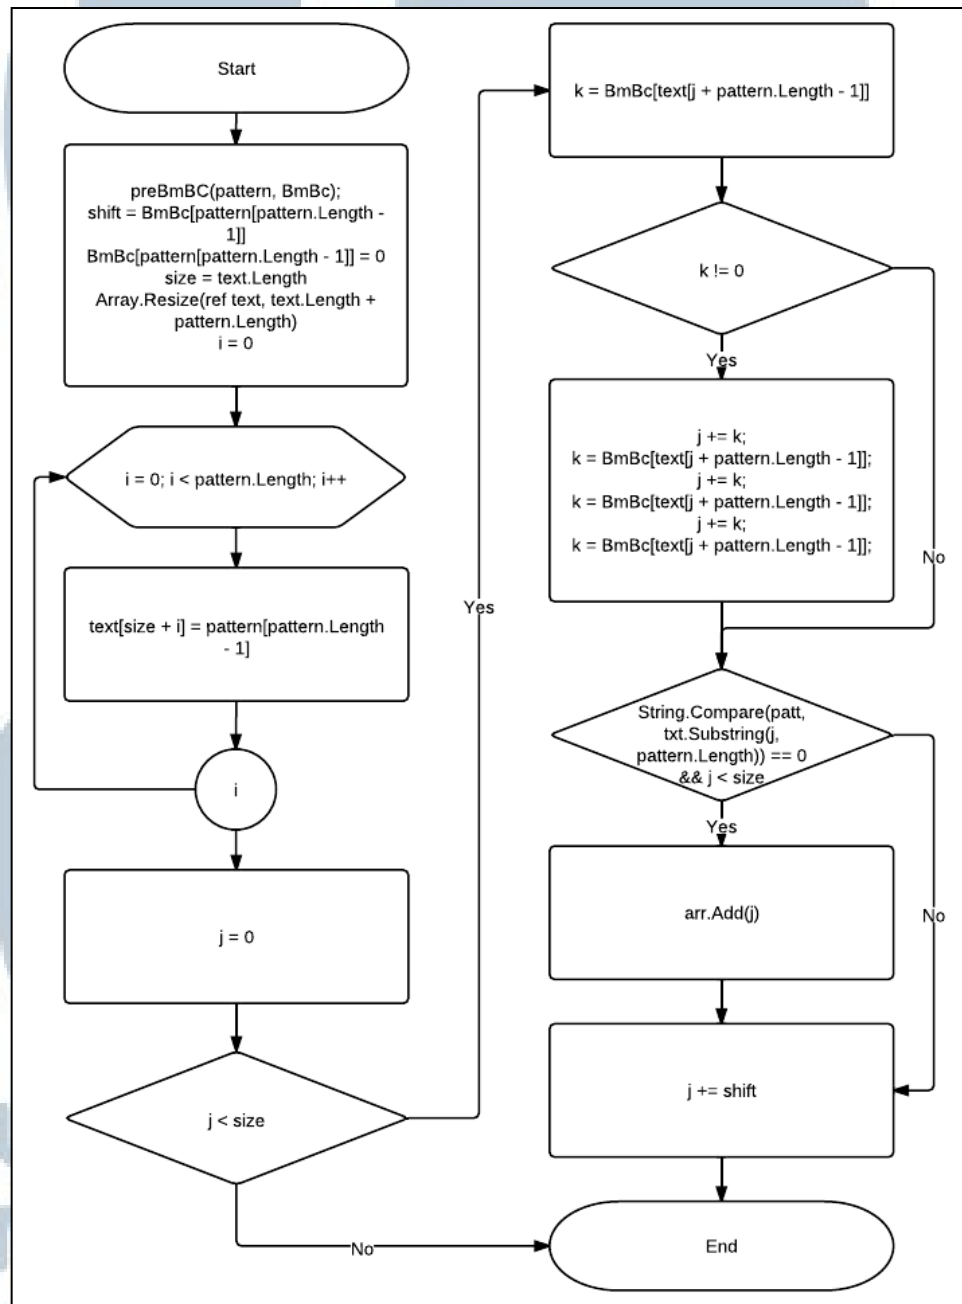 Start
preBmBC(pattern, BmBc);
shift = BmBc[pattern[pattern.Length -
1]]
BmBc[pattern[pattern.Length - 1]] = 0
size = text.Length
Array.Resize(ref text, text.Length +
pattern.Length)
i = 0
i = 0; i < pattern.Length; i++
text[size + i] = pattern[pattern.Length
- 1]
i
j = 0
j < size
Yes
No
k = BmBc[text[j + pattern.Length - 1]]
k != 0
Yes
No
j += k;
k = BmBc[text[j + pattern.Length - 1]];
j += k;
k = BmBc[text[j + pattern.Length - 1]];
j += k;
k = BmBc[text[j + pattern.Length - 1]];
String.Compare(patt,
txt.Substring(j,
pattern.Length)) == 0
&& j < size
Yes
No
arr.Add(j)
j += shift
End